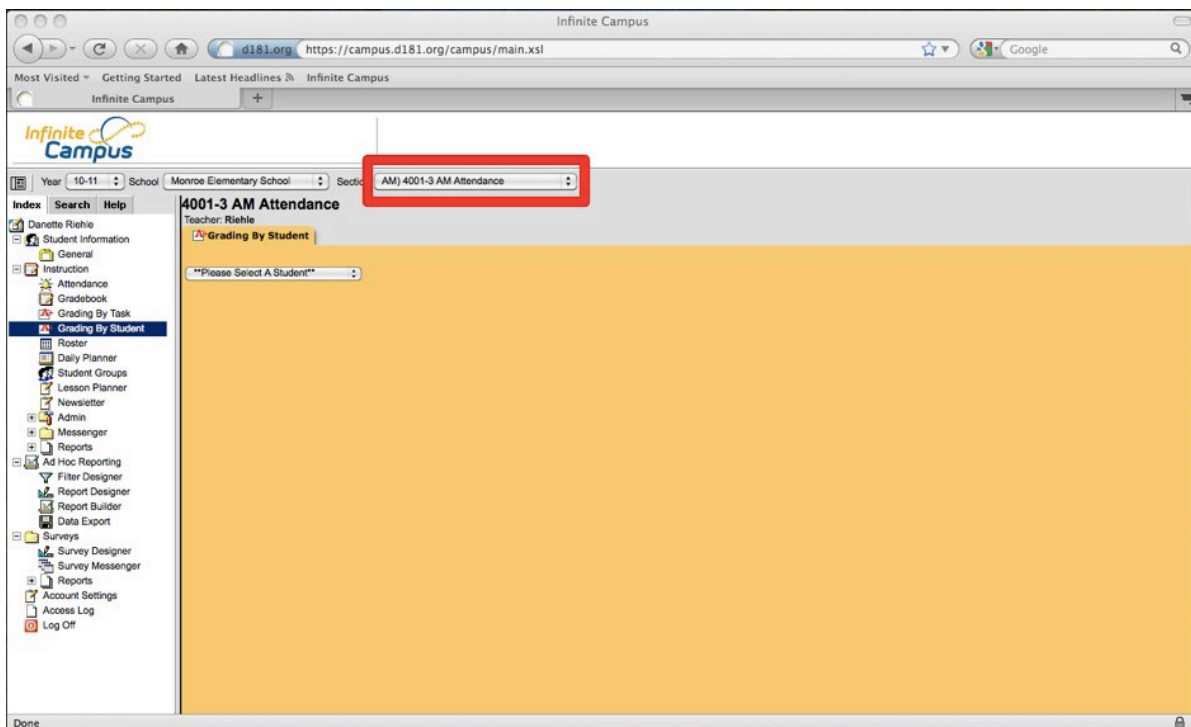 Infinite Campus
d181.org https://campus.d181.org/campus/main.xsl
Google
Most Visited Getting Started Latest Headlines Infinite Campus
Infinite Campus +
Infinite
Campus
Year 10-11 School Monroe Elementary School Sectio AM) 4001-3 AM Attendance
Index Search Help
4001-3 AM Attendance
Teacher: Riehle
Grading By Student
**Please Select A Student**
Danette Riehle
Student Information
General
Instruction
Attendance
Gradebook
Grading By Task
Grading By Student
Roster
Daily Planner
Student Groups
Lesson Planner
Newsletter
Admin
Messenger
Reports
Ad Hoc Reporting
Filter Designer
Report Designer
Report Builder
Data Export
Surveys
Survey Designer
Survey Messenger
Reports
Account Settings
Access Log
Log Off
Done